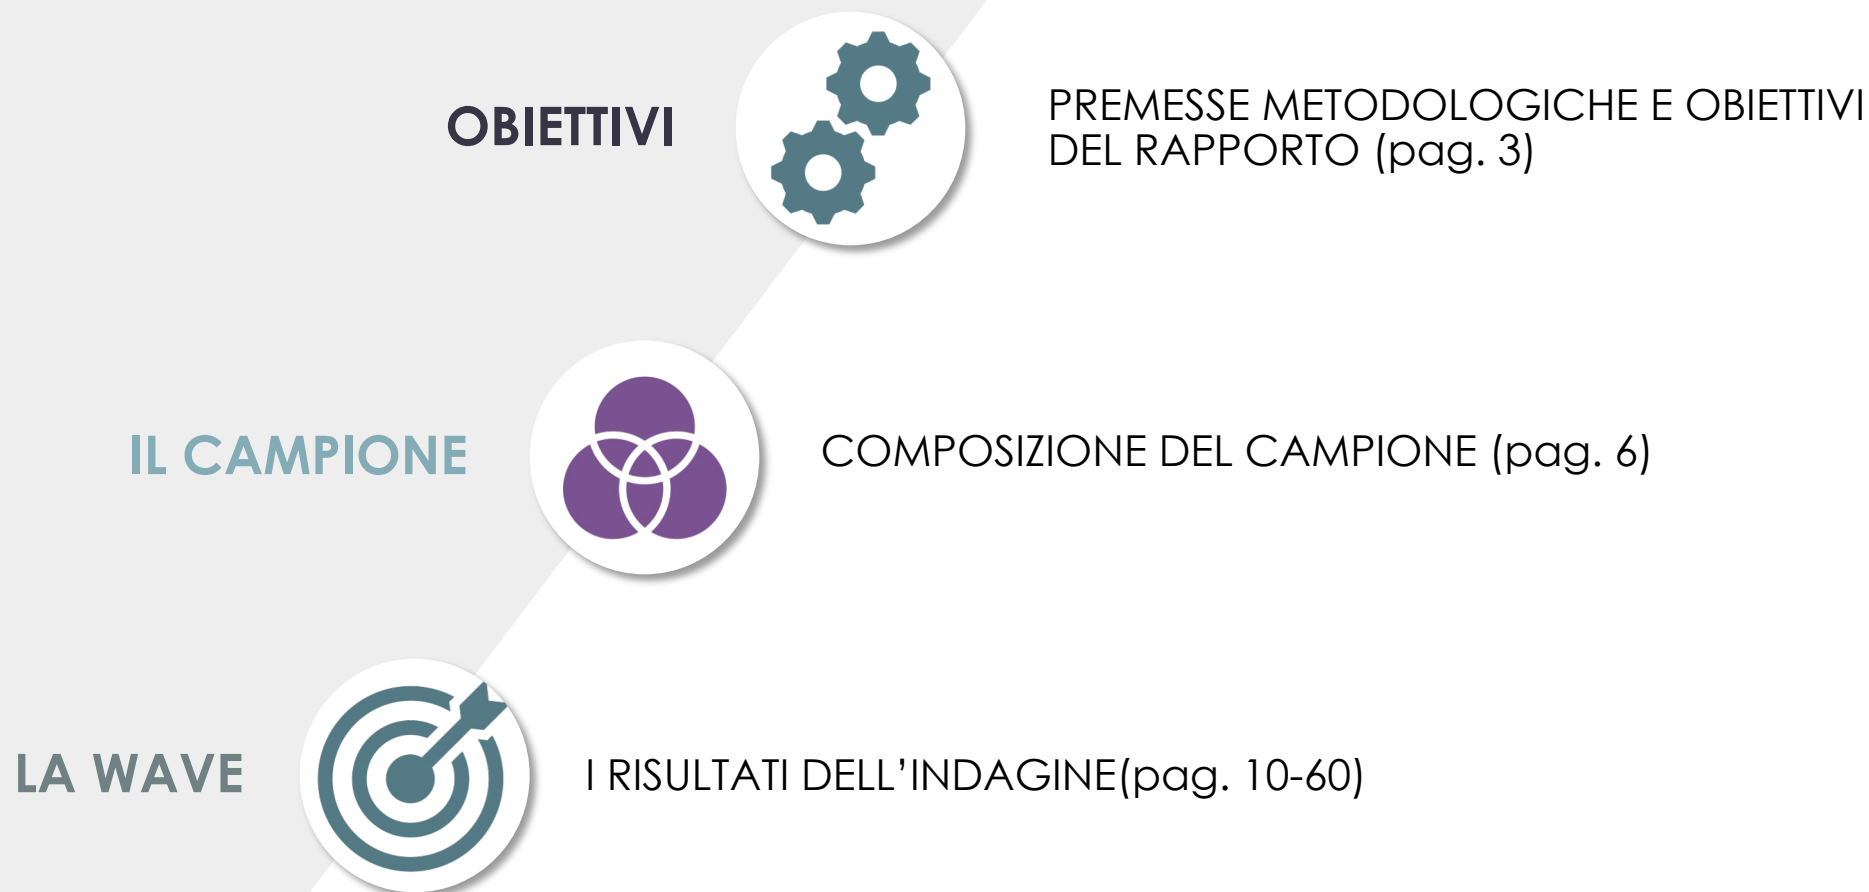 OBIETTIVI
PREMESSE METODOLOGICHE E OBIETTIVI
DEL RAPPORTO (pag. 3)
IL CAMPIONE
COMPOSIZIONE DEL CAMPIONE (pag. 6)
LA WAVE
I RISULTATI DELL’INDAGINE(pag. 10-60)